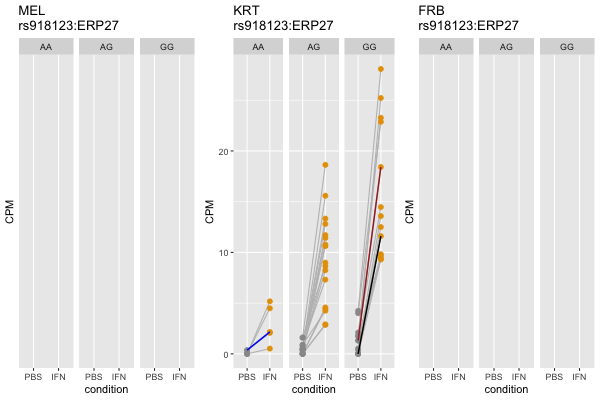 MEL
rs918123:ERP27
AA AG GG
CPM
PBS IFN PBS IFN PBS IFN
condition
KRT
rs918123:ERP27
AA AG GG
CPM
20
10
0
PBS IFN PBS IFN PBS IFN
condition
FRB
rs918123:ERP27
AA AG GG
CPM
PBS IFN PBS IFN PBS IFN
condition